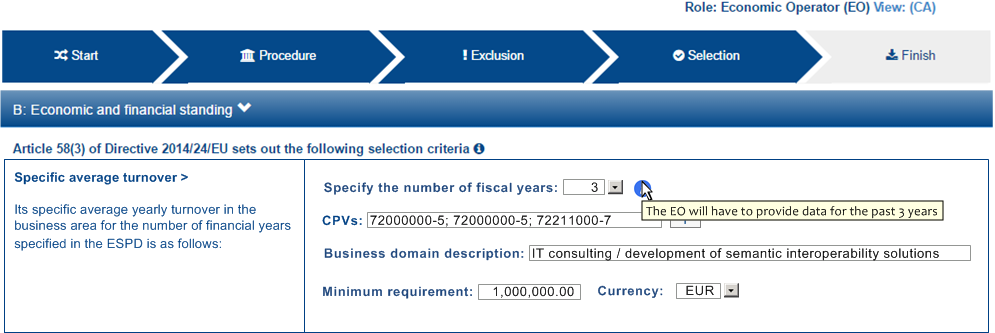 Role: Economic Operator (EO) View: (CA)
Start Procedure Exclusion Selection Finish
B: Economic and financial standing
Article 58(3) of Directive 2014/24/EU sets out the following selection criteria
Specific average turnover >
Its specific average yearly turnover in the
business area for the number of financial years
specified in the ESPD is as follows:
Specify the number of fiscal years: 3
The EO will have to provide data for the past 3 years
CPVs: 72000000-5; 72000000-5; 72211000-7
Business domain description: IT consulting / development of semantic interoperability solutions
Minimum requirement: 1,000,000.00 Currency: EUR